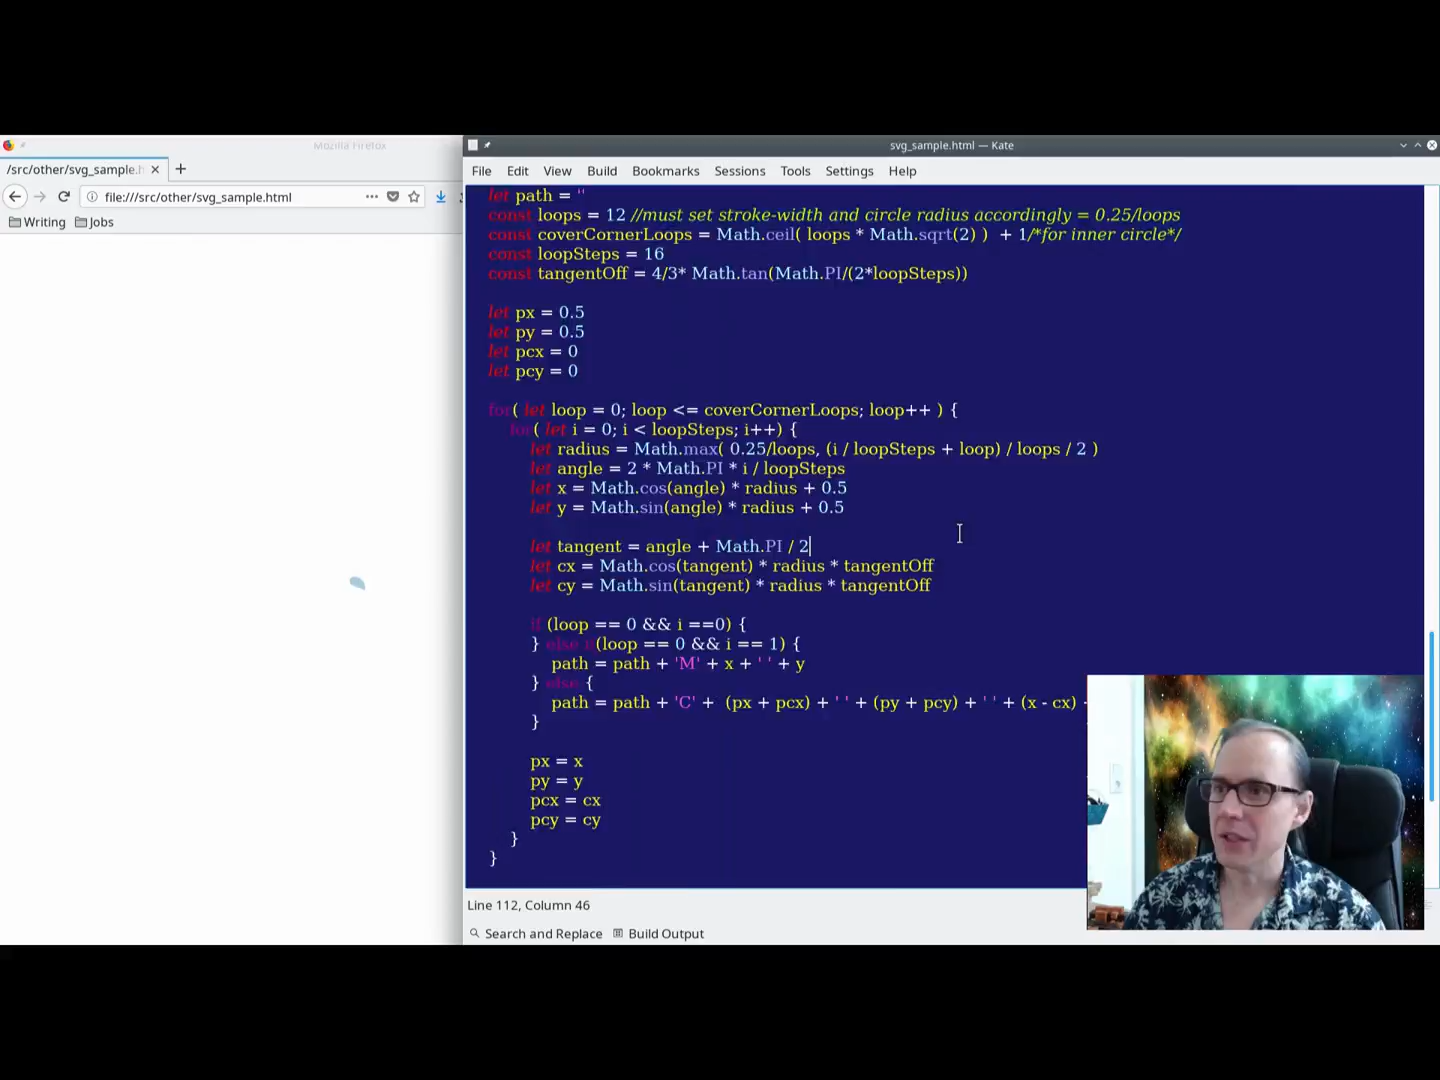 Mozilla Firefox
svg_sample.html — Kate
/src/other/svg_sample.h
File Edit View Build Bookmarks Sessions Tools Settings Help
file:///src/other/svg_sample.html
Writing Jobs
let path = ''
const loops = 12 //must set stroke-width and circle radius accordingly = 0.25/loops
const coverCornerLoops = Math.ceil( loops * Math.sqrt(2) )  + 1/*for inner circle*/
const loopSteps = 16
const tangentOff = 4/3* Math.tan(Math.PI/(2*loopSteps))
let px = 0.5
let py = 0.5
let pcx = 0
let pcy = 0
for( let loop = 0; loop <= coverCornerLoops; loop++ ) {
for( let i = 0; i < loopSteps; i++) {
let radius = Math.max( 0.25/loops, (i / loopSteps + loop) / loops / 2 )
let angle = 2 * Math.PI * i / loopSteps
let x = Math.cos(angle) * radius + 0.5
let y = Math.sin(angle) * radius + 0.5
let tangent = angle + Math.PI / 2
let cx = Math.cos(tangent) * radius * tangentOff
let cy = Math.sin(tangent) * radius * tangentOff
if (loop == 0 && i ==0) {
} else if(loop == 0 && i == 1) {
path = path + 'M' + x + ' ' + y
} else {
path = path + 'C' +  (px + pcx) + ' ' + (py + pcy) + ' ' + (x - cx) +
}
px = x
py = y
pcx = cx
pcy = cy
}
}
Line 112, Column 46
Search and Replace Build Output